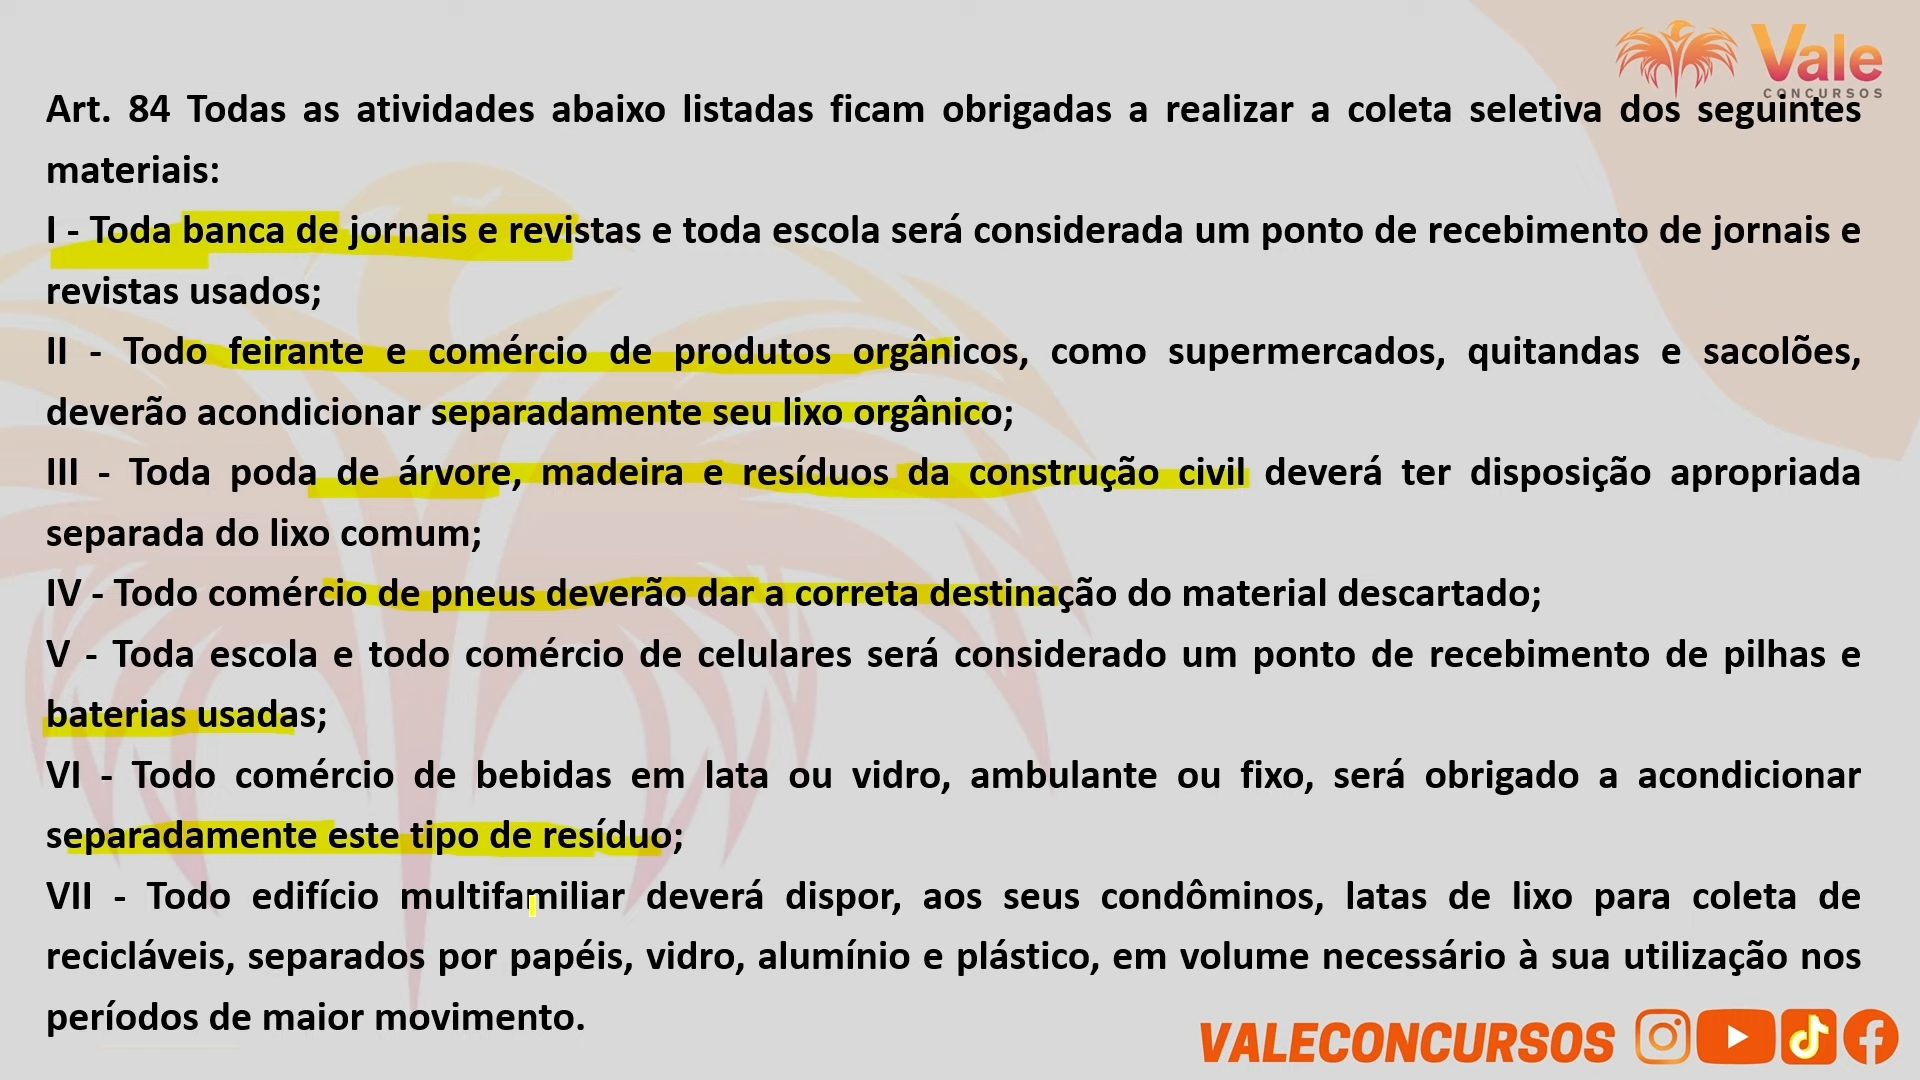 Vale
CONCURSOS
Art. 84 Todas as atividades abaixo listadas ficam obrigadas a realizar a coleta seletiva dos seguintes
materiais:
I - Toda banca de jornais e revistas e toda escola será considerada um ponto de recebimento de jornais e
revistas usados;
II - Todo feirante e comércio de produtos orgânicos, como supermercados, quitandas e sacolões,
deverão acondicionar separadamente seu lixo orgânico;
III - Toda poda de árvore, madeira e resíduos da construção civil deverá ter disposição apropriada
separada do lixo comum;
IV - Todo comércio de pneus deverão dar a correta destinação do material descartado;
V - Toda escola e todo comércio de celulares será considerado um ponto de recebimento de pilhas e
baterias usadas;
VI - Todo comércio de bebidas em lata ou vidro, ambulante ou fixo, será obrigado a acondicionar
separadamente este tipo de resíduo;
VII - Todo edifício multifamiliar deverá dispor, aos seus condôminos, latas de lixo para coleta de
recicláveis, separados por papéis, vidro, alumínio e plástico, em volume necessário à sua utilização nos
períodos de maior movimento.
VALECONCURSOS